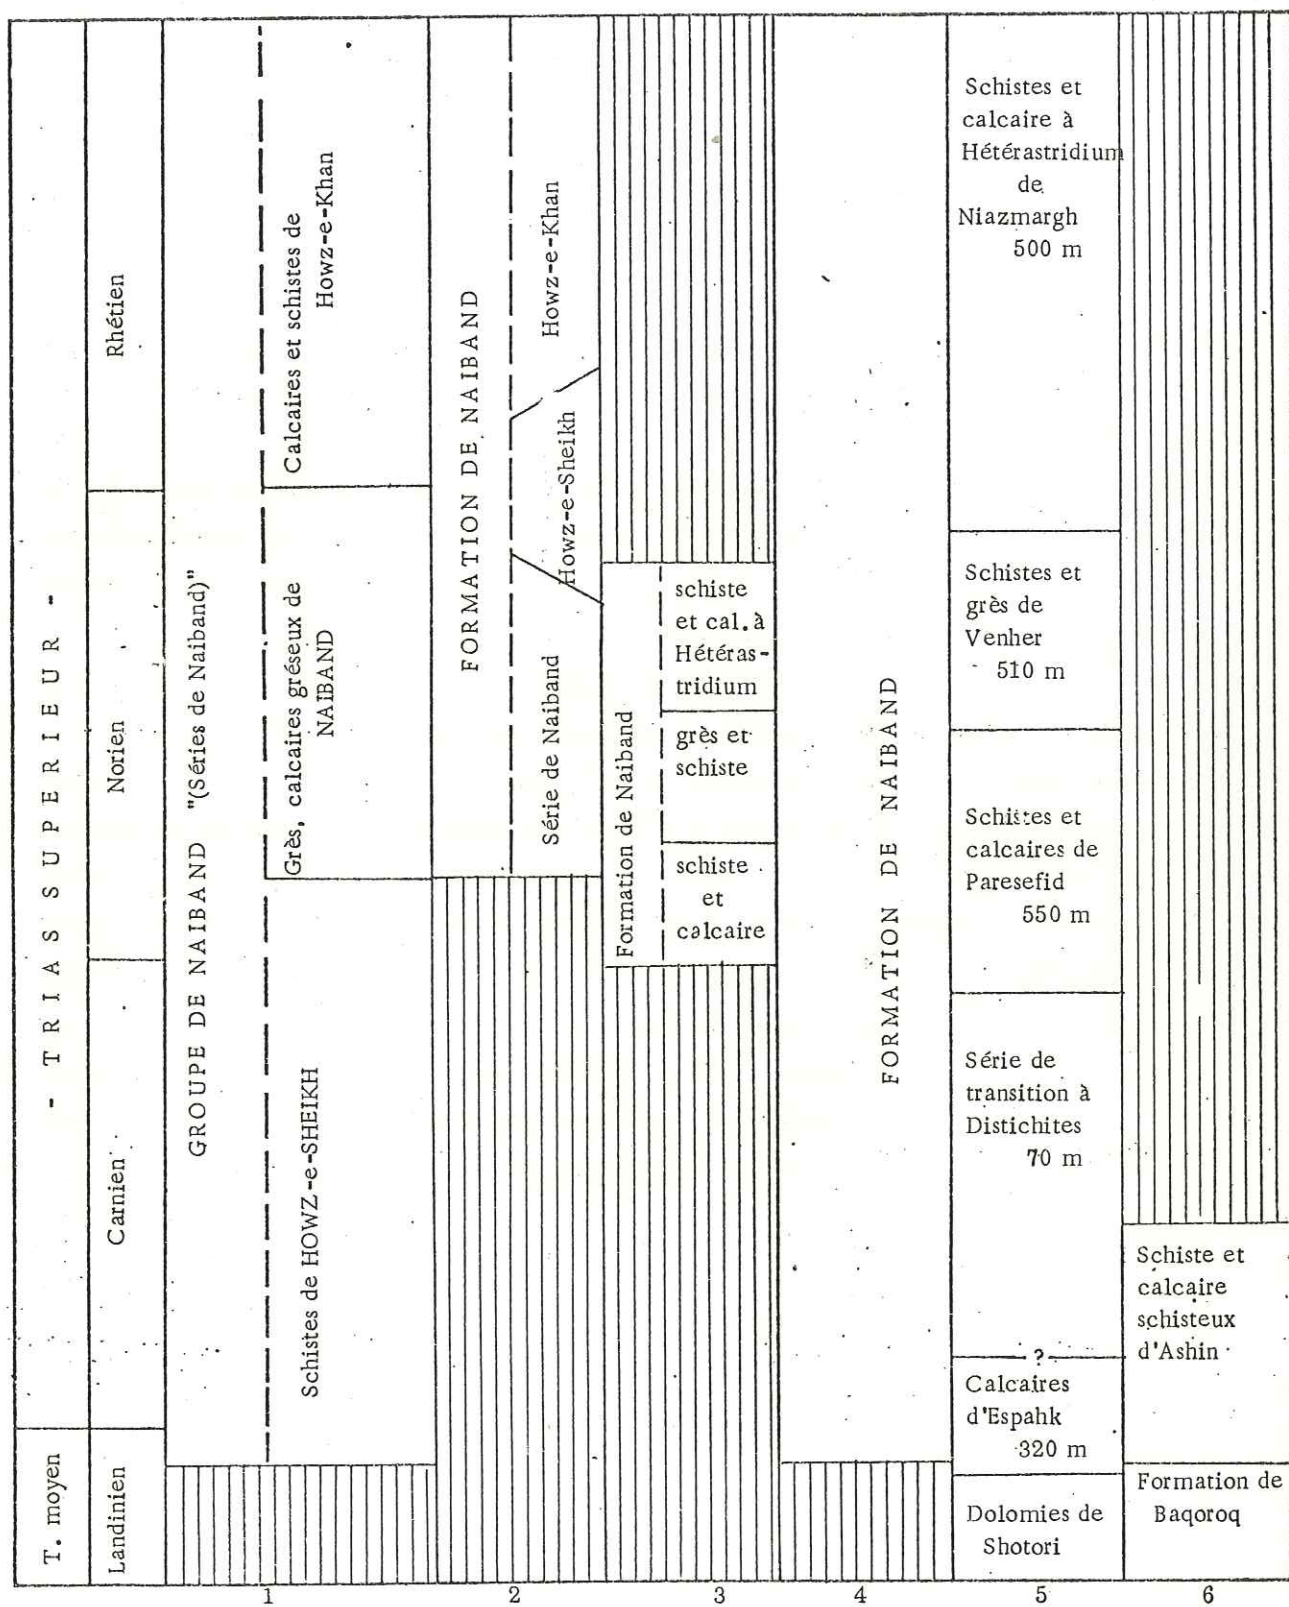 - TRIAS SUPERIEUR -
T. moyen
Rhétien
Norien
Carnien
Landinien
GROUPE DE NAIBAND "(Séries de Naiband)"
Calcaires et schistes de
Howz-e-Khan
Grès, calcaires gréseux de
NAIBAND
Schistes de HOWZ-e-SHEIKH
FORMATION DE NAIBAND
Howz-e-Khan
Howz-e-Sheikh
Série de Naiband
Formation de Naiband
schiste
et cal. à
Hétéras-
tridium
grès et
schiste
schiste
et
calcaire
FORMATION DE NAIBAND
Schistes et
calcaire à
Hétérastridium
de
Niazmargh
500 m
Schistes et
grès de
Venher
510 m
Schistes et
calcaires de
Paresefid
550 m
Série de
transition à
Distichites
70 m
?
Calcaires
d'Espahk
320 m
Dolomies de
Shotori
Schiste et
calcaire
schisteux
d'Ashin
Formation de
Baqoroq
1 2 3 4 5 6